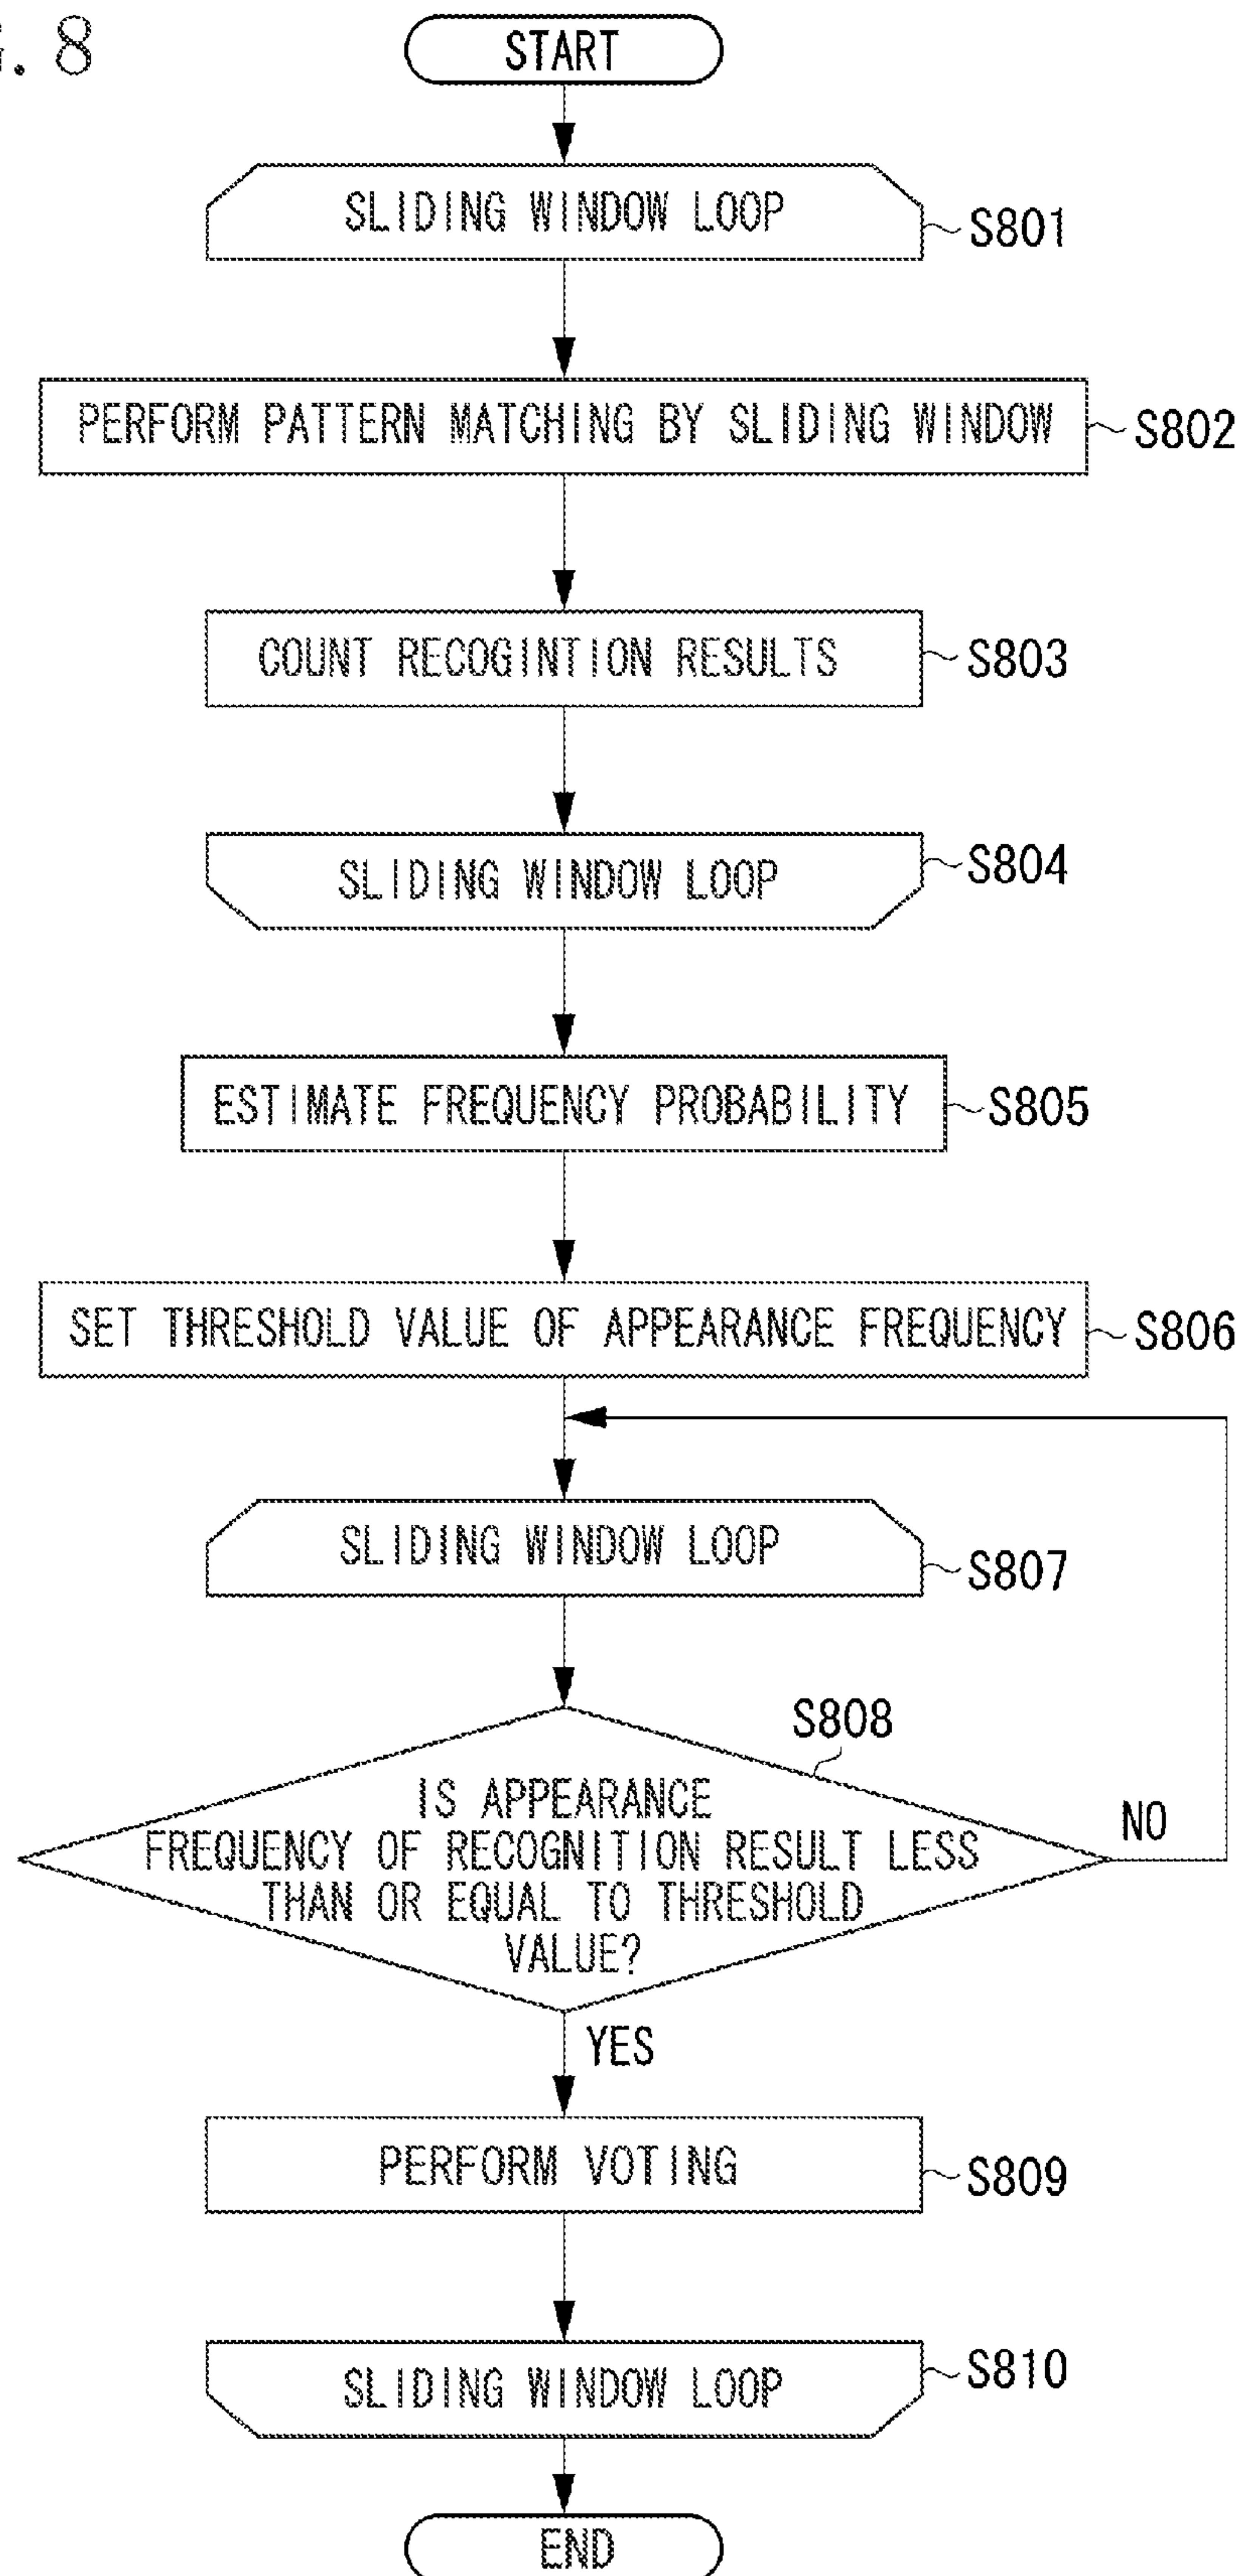 . 8
START
SLIDING WINDOW LOOP
S801
PERFORM PATTERN MATCHING BY SLIDING WINDOW
S802
COUNT RECOGINTION RESULTS
S803
SLIDING WINDOW LOOP
S804
ESTIMATE FREQUENCY PROBABILITY
S805
SET THRESHOLD VALUE OF APPEARANCE FREQUENCY
S806
SLIDING WINDOW LOOP
S807
S808
IS APPEARANCE
FREQUENCY OF RECOGNITION RESULT LESS
THAN OR EQUAL TO THRESHOLD
VALUE?
NO
YES
PERFORM VOTING
S809
SLIDING WINDOW LOOP
S810
END